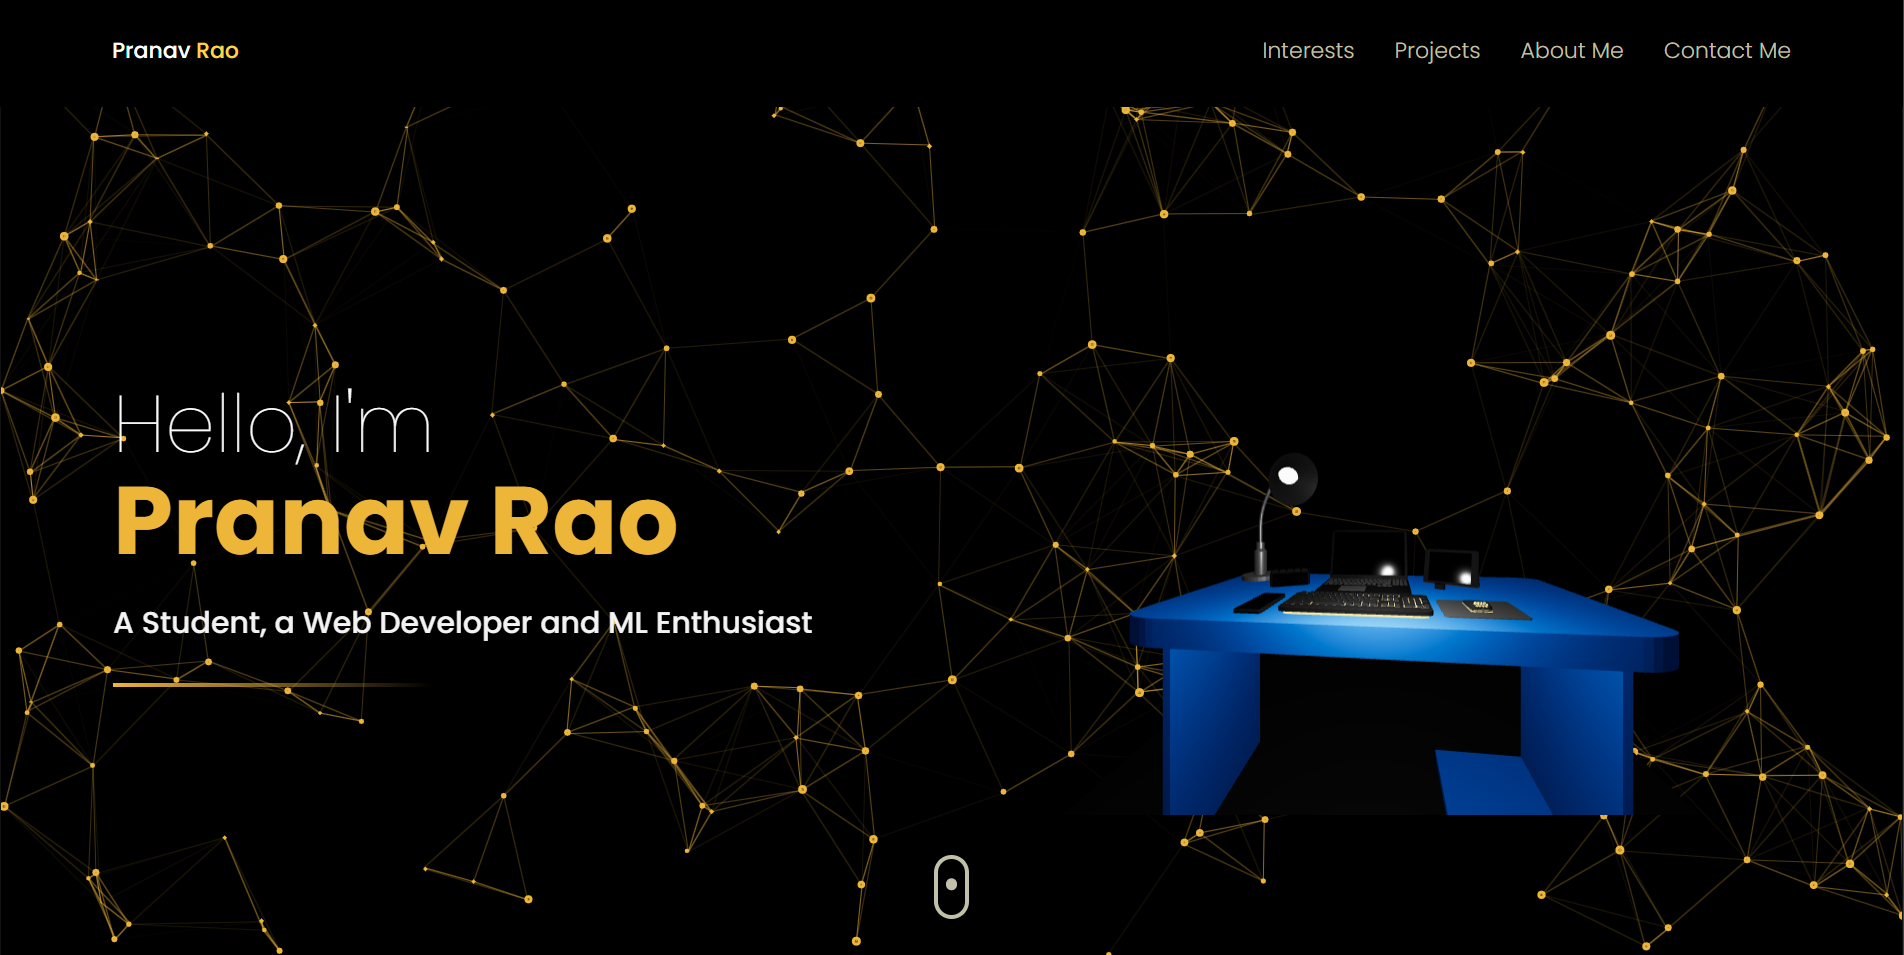 Pranav Rao
Interests Projects About Me Contact Me
Hello, I'm
Pranav Rao
A Student, a Web Developer and ML Enthusiast